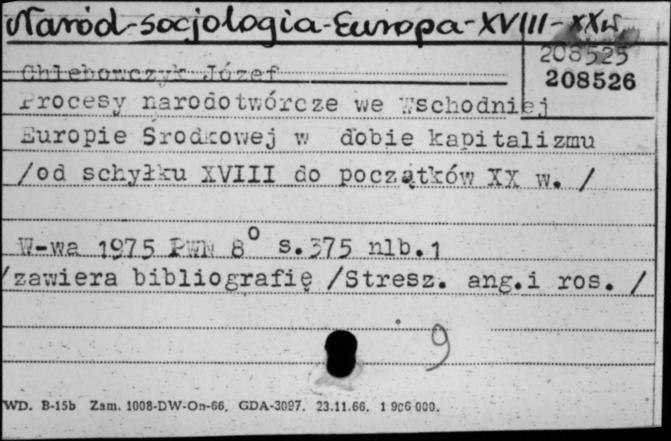 Naród-socjologia-Europa-XVIII-XXw
208525
208526
Chlebowczyk Józef
Procesy narodotwórcze we Wschodniej
Europie Środkowej w dobie kapitalizmu
/od schyłku XVIII do początków XX w. /
W-wa 1975 PWN 8° s.375 nlb.1
/zawiera bibliografię /Stresz. ang.i ros. /
9
WD. B-15b Zam. 1008-DW-On-66. GDA-3097. 23.11.66. 1 906 000.